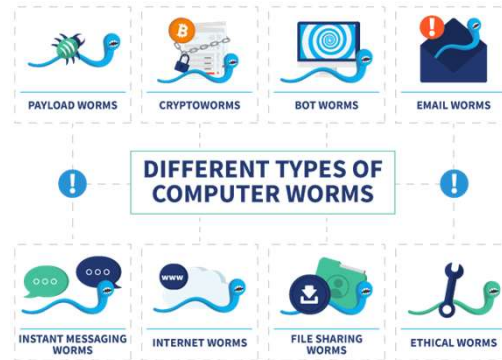 PAYLOAD WORMS
CRYPTOWORMS
BOT WORMS
EMAIL WORMS
DIFFERENT TYPES OF
COMPUTER WORMS
INSTANT MESSAGING
WORMS
WWW
INTERNET WORMS
FILE SHARING
WORMS
ETHICAL WORMS